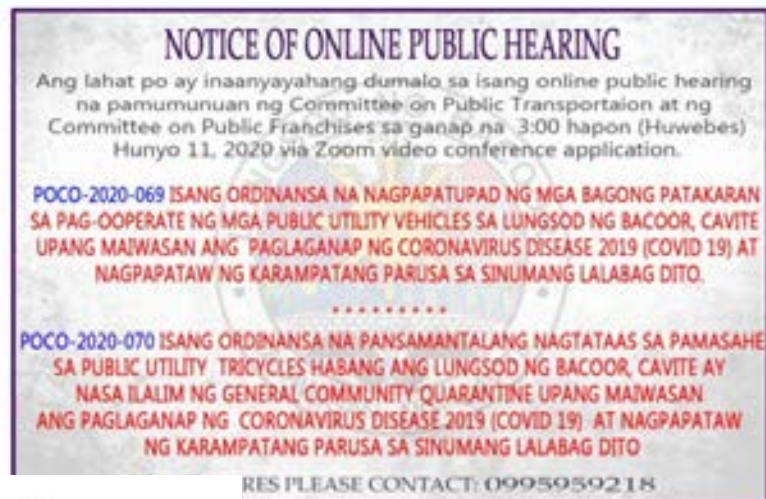 NOTICE OF ONLINE PUBLIC HEARING
Ang lahat po ay inaanyayahang dumalo sa isang online public hearing
na pamumunuan ng Committee on Public Transportaion at ng
Committee on Public Franchises sa ganap na 3:00 hapon (Huwebes)
Hunyo 11, 2020 via Zoom video conference application.
POCO-2020-069 ISANG ORDINANSA NA NAGPAPATUPAD NG MGA BAGONG PATAKARAN
SA PAG-OOPERATE NG MGA PUBLIC UTILITY VEHICLES SA LUNGSOD NG BACOOR, CAVITE
UPANG MAIWASAN ANG PAGLAGANAP NG CORONAVIRUS DISEASE 2019 (COVID 19) AT
NAGPAPATAW NG KARAMPATANG PARUSA SA SINUMANG LALABAG DITO.
POCO-2020-070 ISANG ORDINANSA NA PANSAMANTALANG NAGTATAAS SA PAMASAHE
SA PUBLIC UTILITY TRICYCLES HABANG ANG LUNGSOD NG BACOOR, CAVITE AY
NASA ILALIM NG GENERAL COMMUNITY QUARANTINE UPANG MAIWASAN
ANG PAGLAGANAP NG CORONAVIRUS DISEASE 2019 (COVID 19) AT NAGPAPATAW
NG KARAMPATANG PARUSA SA SINUMANG LALABAG DITO
RES PLEASE CONTACT: 0995959218